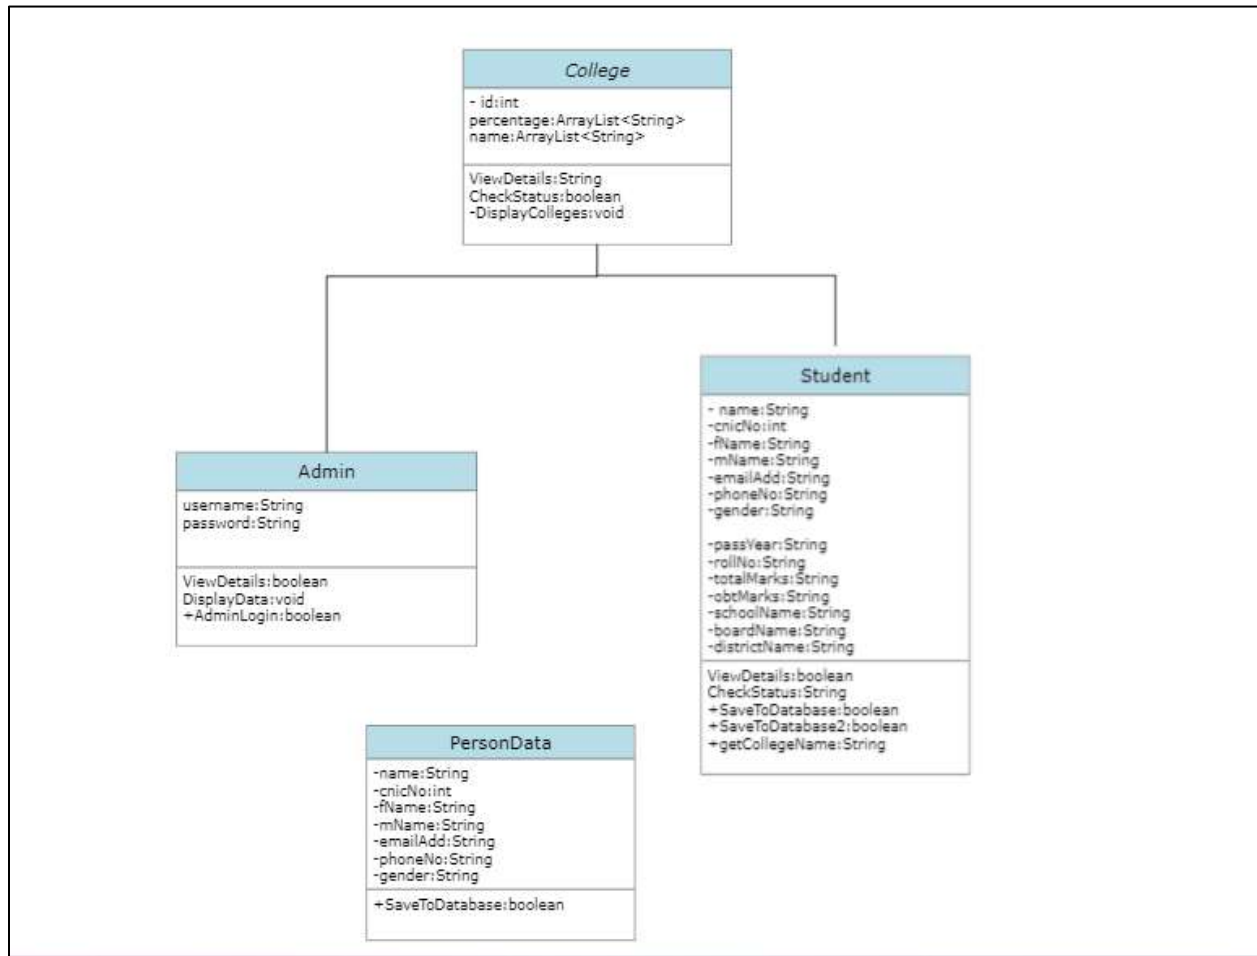 College
- id:int
percentage:ArrayList<String>
name:ArrayList<String>
ViewDetails:String
CheckStatus:boolean
-DisplayColleges:void
Admin
username:String
password:String
ViewDetails:boolean
DisplayData:void
+AdminLogin:boolean
Student
- name:String
-cnicNo:int
-fName:String
-mName:String
-emailAdd:String
-phoneNo:String
-gender:String
-passYear:String
-rollNo:String
-totalMarks:String
-obtMarks:String
-schoolName:String
-boardName:String
-districtName:String
ViewDetails:boolean
CheckStatus:String
+SaveToDatabase:boolean
+SaveToDatabase2:boolean
+getCollegeName:String
PersonData
-name:String
-cnicNo:int
-fName:String
-mName:String
-emailAdd:String
-phoneNo:String
-gender:String
+SaveToDatabase:boolean